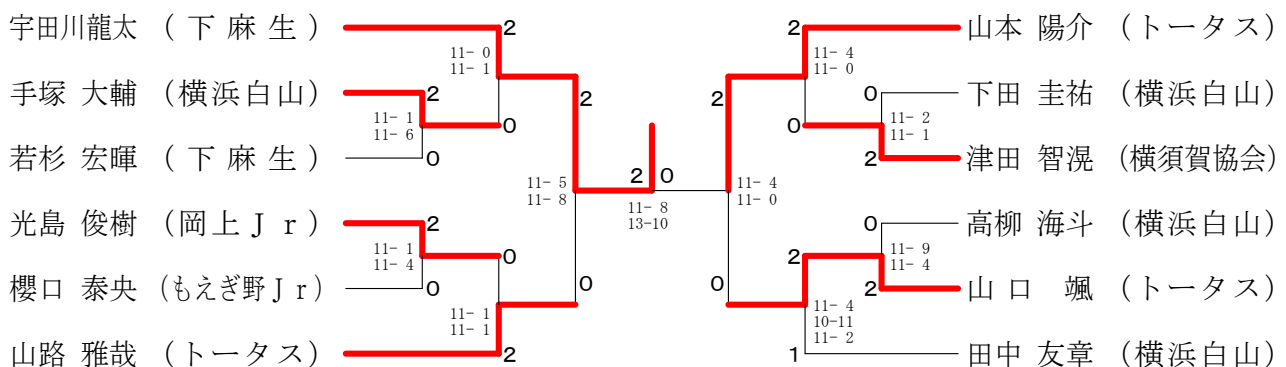 宇田川龍太 （下 麻 生） 2
11- 0
11- 1
手塚 大輔 （横浜白山） 2
11- 1
11- 6
0
若杉 宏暉 （下 麻 生） 0
2
11- 5
11- 8
光島 俊樹 （岡上Ｊｒ） 2
11- 1
11- 4
0
櫻口 泰央 （もえぎ野Ｊｒ） 0
0
11- 1
11- 1
山路 雅哉 （トータス） 2
2 0
11- 8
13-10
2 山本 陽介 （トータス）
11- 4
11- 0
0 下田 圭祐 （横浜白山）
11- 2
11- 1
0
2 津田 智滉 （横須賀協会）
2
11- 4
11- 0
0 高柳 海斗 （横浜白山）
11- 9
11- 4
2
2 山 口 颯 （トータス）
0
11- 4
10-11
11- 2
1 田中 友章 （横浜白山）